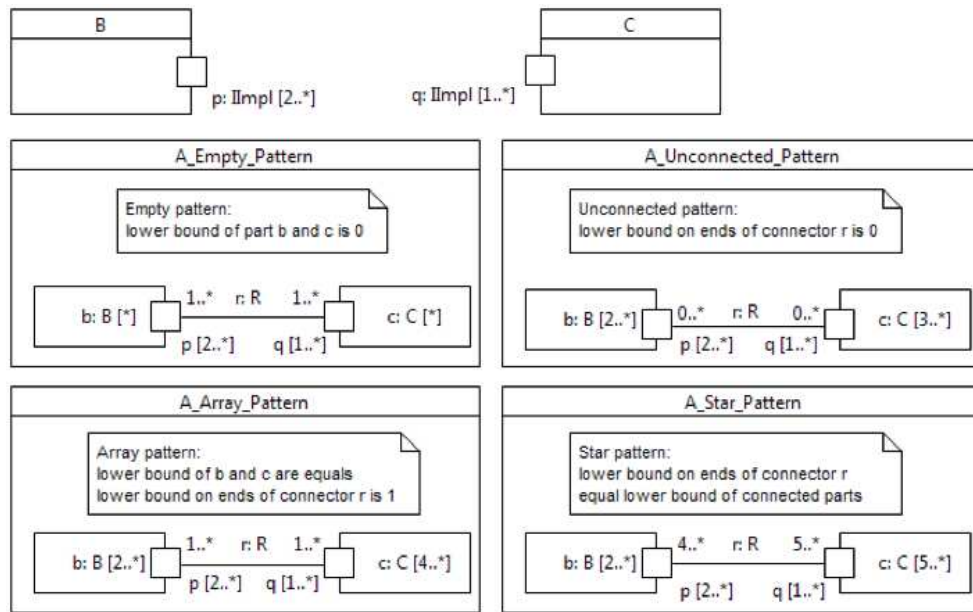 B
C
p: IImpl [2..*]
q: IImpl [1..*]
A_Empty_Pattern
Empty pattern:
lower bound of part b and c is 0
b: B [*]
1..* r: R 1..*
p [2..*] q [1..*]
c: C [*]
A_Unconnected_Pattern
Unconnected pattern:
lower bound on ends of connector r is 0
b: B [2..*]
0..* r: R 0..*
p [2..*] q [1..*]
c: C [3..*]
A_Array_Pattern
Array pattern:
lower bound of b and c are equals
lower bound on ends of connector r is 1
b: B [2..*]
1..* r: R 1..*
p [2..*] q [1..*]
c: C [4..*]
A_Star_Pattern
Star pattern:
lower bound on ends of connector r
equal lower bound of connected parts
b: B [2..*]
4..* r: R 5..*
p [2..*] q [1..*]
c: C [5..*]